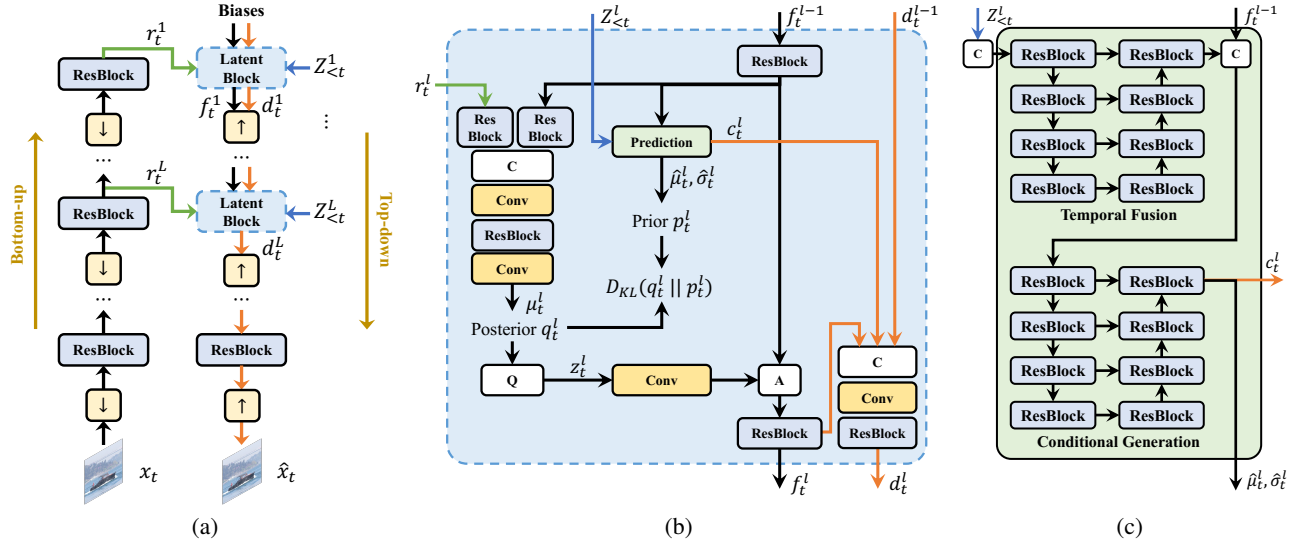 Biases
r_t^1
ResBlock
Latent
Block
Z_{<t}^1
f_t^1
d_t^1
↓
↑
⋮
...
...
Bottom-up
Top-down
r_t^L
ResBlock
Latent
Block
Z_{<t}^L
d_t^L
↓
↑
...
...
ResBlock
ResBlock
↓
↑
x_t
x̂_t
(a)
Z_{<t}^l
f_t^{l-1}
d_t^{l-1}
ResBlock
r_t^l
Res
Block
Res
Block
Prediction
c_t^l
C
μ̂_t^l, σ̂_t^l
Conv
Prior p_t^l
ResBlock
Conv
D_{KL}(q_t^l || p_t^l)
μ_t^l
Posterior q_t^l
Q
z_t^l
Conv
A
C
Conv
ResBlock
ResBlock
f_t^l
d_t^l
(b)
Z_{<t}^l
f_t^{l-1}
C
ResBlock
ResBlock
C
ResBlock
ResBlock
ResBlock
ResBlock
ResBlock
ResBlock
Temporal Fusion
ResBlock
ResBlock
c_t^l
ResBlock
ResBlock
ResBlock
ResBlock
ResBlock
ResBlock
Conditional Generation
μ̂_t^l, σ̂_t^l
(c)